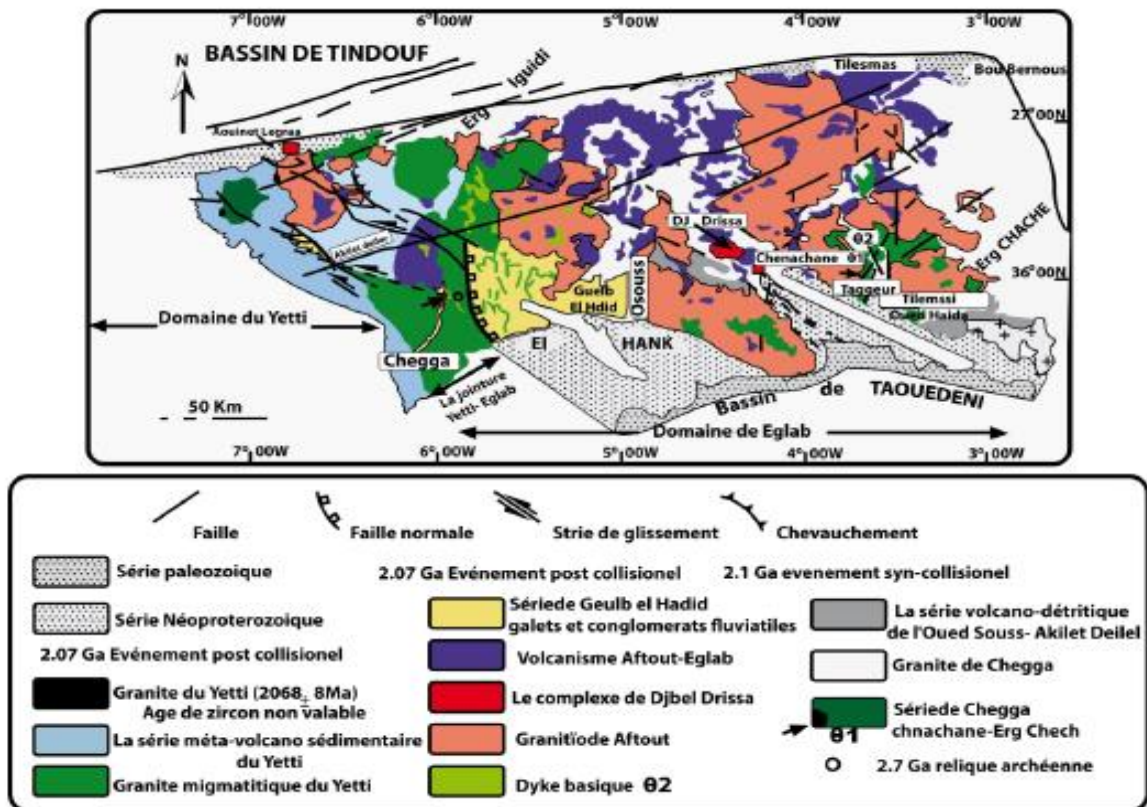 7°00W 6°00W 5°00W 4°00W 3°00W
BASSIN DE TINDOUF
N
Iguidi
Erg
Tilesmas
Bou Bernous
27°00N
Aouinet Legraa
Akilet deilel
DJ Drissa
θ2
Chenachane θ1
Erg CHACHE
36°00N
Taggeur
Tilemssi
Oued Haida
Guelb
El Hdid
Osouss
Domaine du Yetti
El HANK
Chegga
La jointure
Yetti-Eglab
Bassin de TAOUEDENI
50 Km
Domaine de Eglab
7°00W 6°00W 5°00W 4°00W 3°00W
Faille Faille normale Strie de glissement Chevauchement
Série paleozoique
Série Néoproterozoique
2.07 Ga Evénement post collisionel
Granite du Yetti (2068± 8Ma)
Age de zircon non valable
La série méta-volcano sédimentaire
du Yetti
Granite migmatitique du Yetti
2.07 Ga Evénement post collisionel
Sériede Geulb el Hadid
galets et conglomerats fluviatiles
Volcanisme Aftout-Eglab
Le complexe de Djbel Drissa
Granitïode Aftout
Dyke basique θ2
2.1 Ga evenement syn-collisionel
La série volcano-détritique
de l'Oued Souss- Akilet Deilel
Granite de Chegga
Sériede Chegga
chnachane-Erg Chech
θ1
2.7 Ga relique archéenne